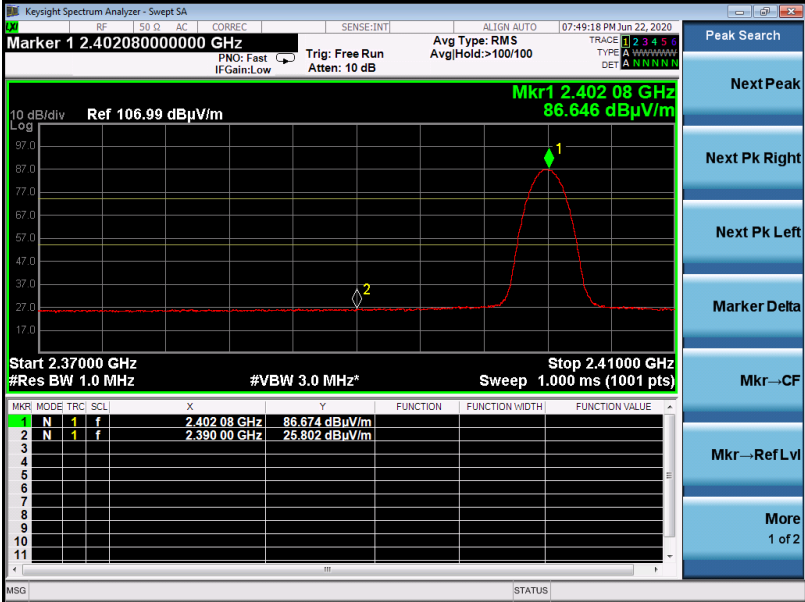 Keysight Spectrum Analyzer - Swept SA
LXI RF 50 Ω AC CORREC SENSE:INT ALIGN AUTO 07:49:18 PM Jun 22, 2020
Marker 1 2.402080000000 GHz
PNO: Fast
IFGain:Low
Trig: Free Run
Atten: 10 dB
Avg Type: RMS
Avg|Hold:>100/100
TRACE 1 2 3 4 5 6
TYPE A WWWWW
DET A N N N N N
Mkr1 2.402 08 GHz
86.646 dBµV/m
10 dB/div Ref 106.99 dBµV/m
Log
97.0
87.0
77.0
67.0
57.0
47.0
37.0
27.0
17.0
1
2
Start 2.37000 GHz Stop 2.41000 GHz
#Res BW 1.0 MHz #VBW 3.0 MHz* Sweep 1.000 ms (1001 pts)
MKR MODE TRC SCL X Y FUNCTION FUNCTION WIDTH FUNCTION VALUE
1 N 1 f 2.402 08 GHz 86.674 dBµV/m
2 N 1 f 2.390 00 GHz 25.802 dBµV/m
3
4
5
6
7
8
9
10
11
MSG STATUS
Peak Search
Next Peak
Next Pk Right
Next Pk Left
Marker Delta
Mkr→CF
Mkr→Ref Lvl
More
1 of 2